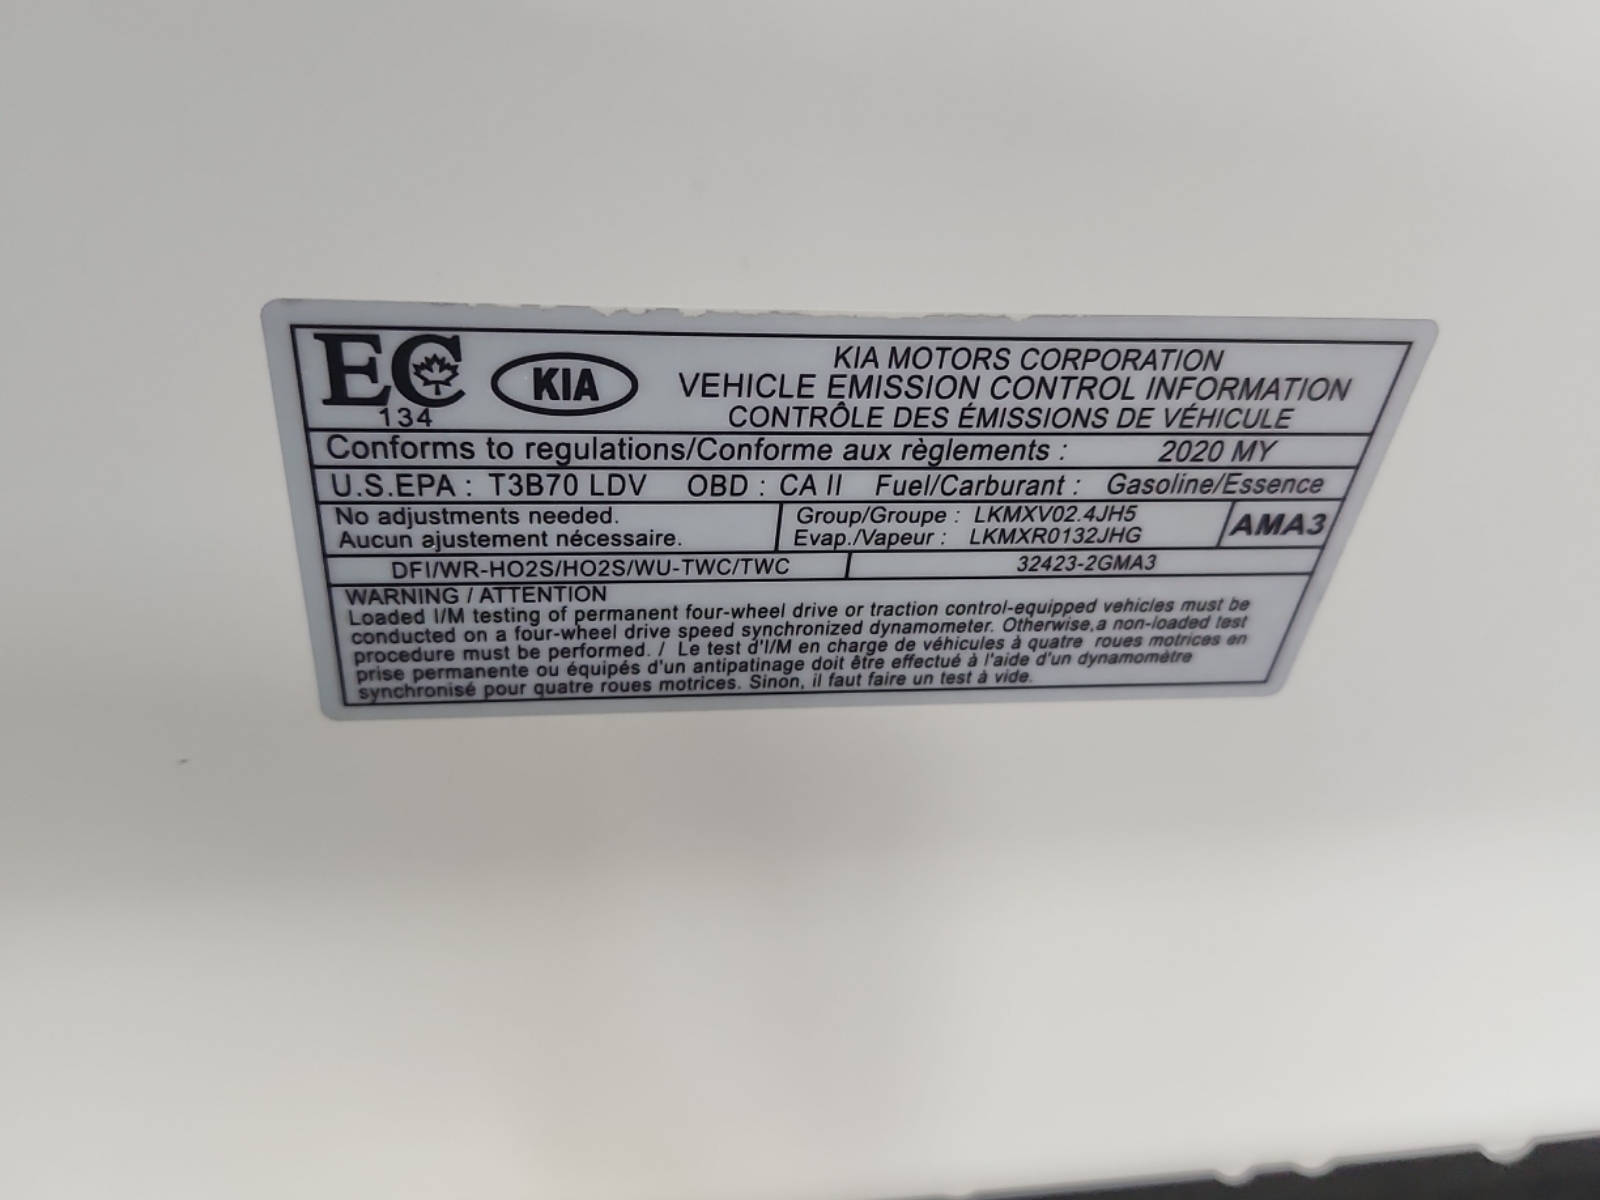 EC
134
KIA
KIA MOTORS CORPORATION
VEHICLE EMISSION CONTROL INFORMATION
CONTRÔLE DES ÉMISSIONS DE VÉHICULE
Conforms to regulations/Conforme aux règlements : 2020 MY
U.S.EPA : T3B70 LDV OBD : CA II Fuel/Carburant : Gasoline/Essence
No adjustments needed.
Aucun ajustement nécessaire.
Group/Groupe : LKMXV02.4JH5
Evap./Vapeur : LKMXR0132JHG
AMA3
DFI/WR-HO2S/HO2S/WU-TWC/TWC
32423-2GMA3
WARNING / ATTENTION
Loaded I/M testing of permanent four-wheel drive or traction control-equipped vehicles must be
conducted on a four-wheel drive speed synchronized dynamometer. Otherwise,a non-loaded test
procedure must be performed. / Le test d'I/M en charge de véhicules à quatre roues motrices en
prise permanente ou équipés d'un antipatinage doit être effectué à l'aide d'un dynamomètre
synchronisé pour quatre roues motrices. Sinon, il faut faire un test à vide.